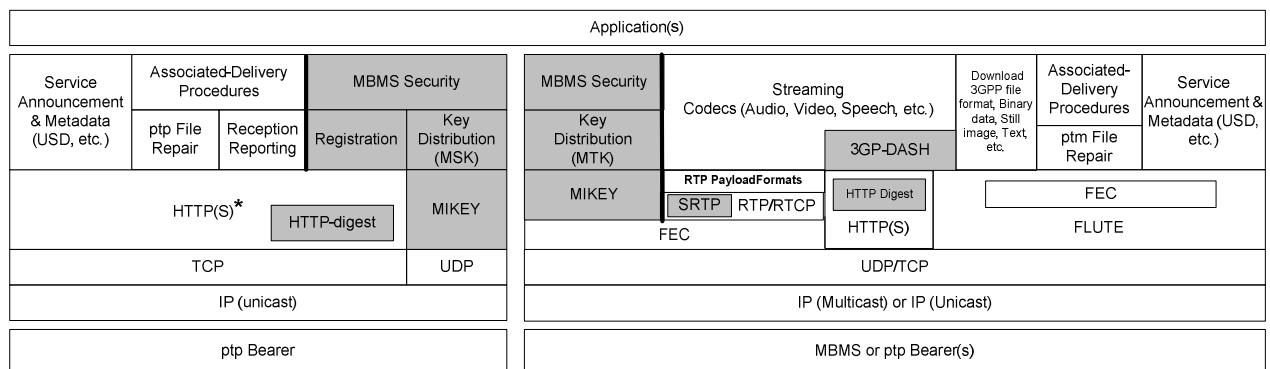 Application(s)
Service
Announcement
& Metadata
(USD, etc.)
Associated-Delivery
Procedures
ptp File
Repair
Reception
Reporting
MBMS Security
Registration
Key
Distribution
(MSK)
HTTP(S)*
HTTP-digest
MIKEY
TCP
UDP
IP (unicast)
ptp Bearer
MBMS Security
Key
Distribution
(MTK)
MIKEY
Streaming
Codecs (Audio, Video, Speech, etc.)
3GP-DASH
Download
3GPP file
format, Binary
data, Still
image, Text,
etc.
Associated-
Delivery
Procedures
ptm File
Repair
Service
Announcement &
Metadata (USD,
etc.)
RTP PayloadFormats
SRTP
RTP/RTCP
FEC
HTTP Digest
HTTP(S)
FEC
FLUTE
UDP/TCP
IP (Multicast) or IP (Unicast)
MBMS or ptp Bearer(s)